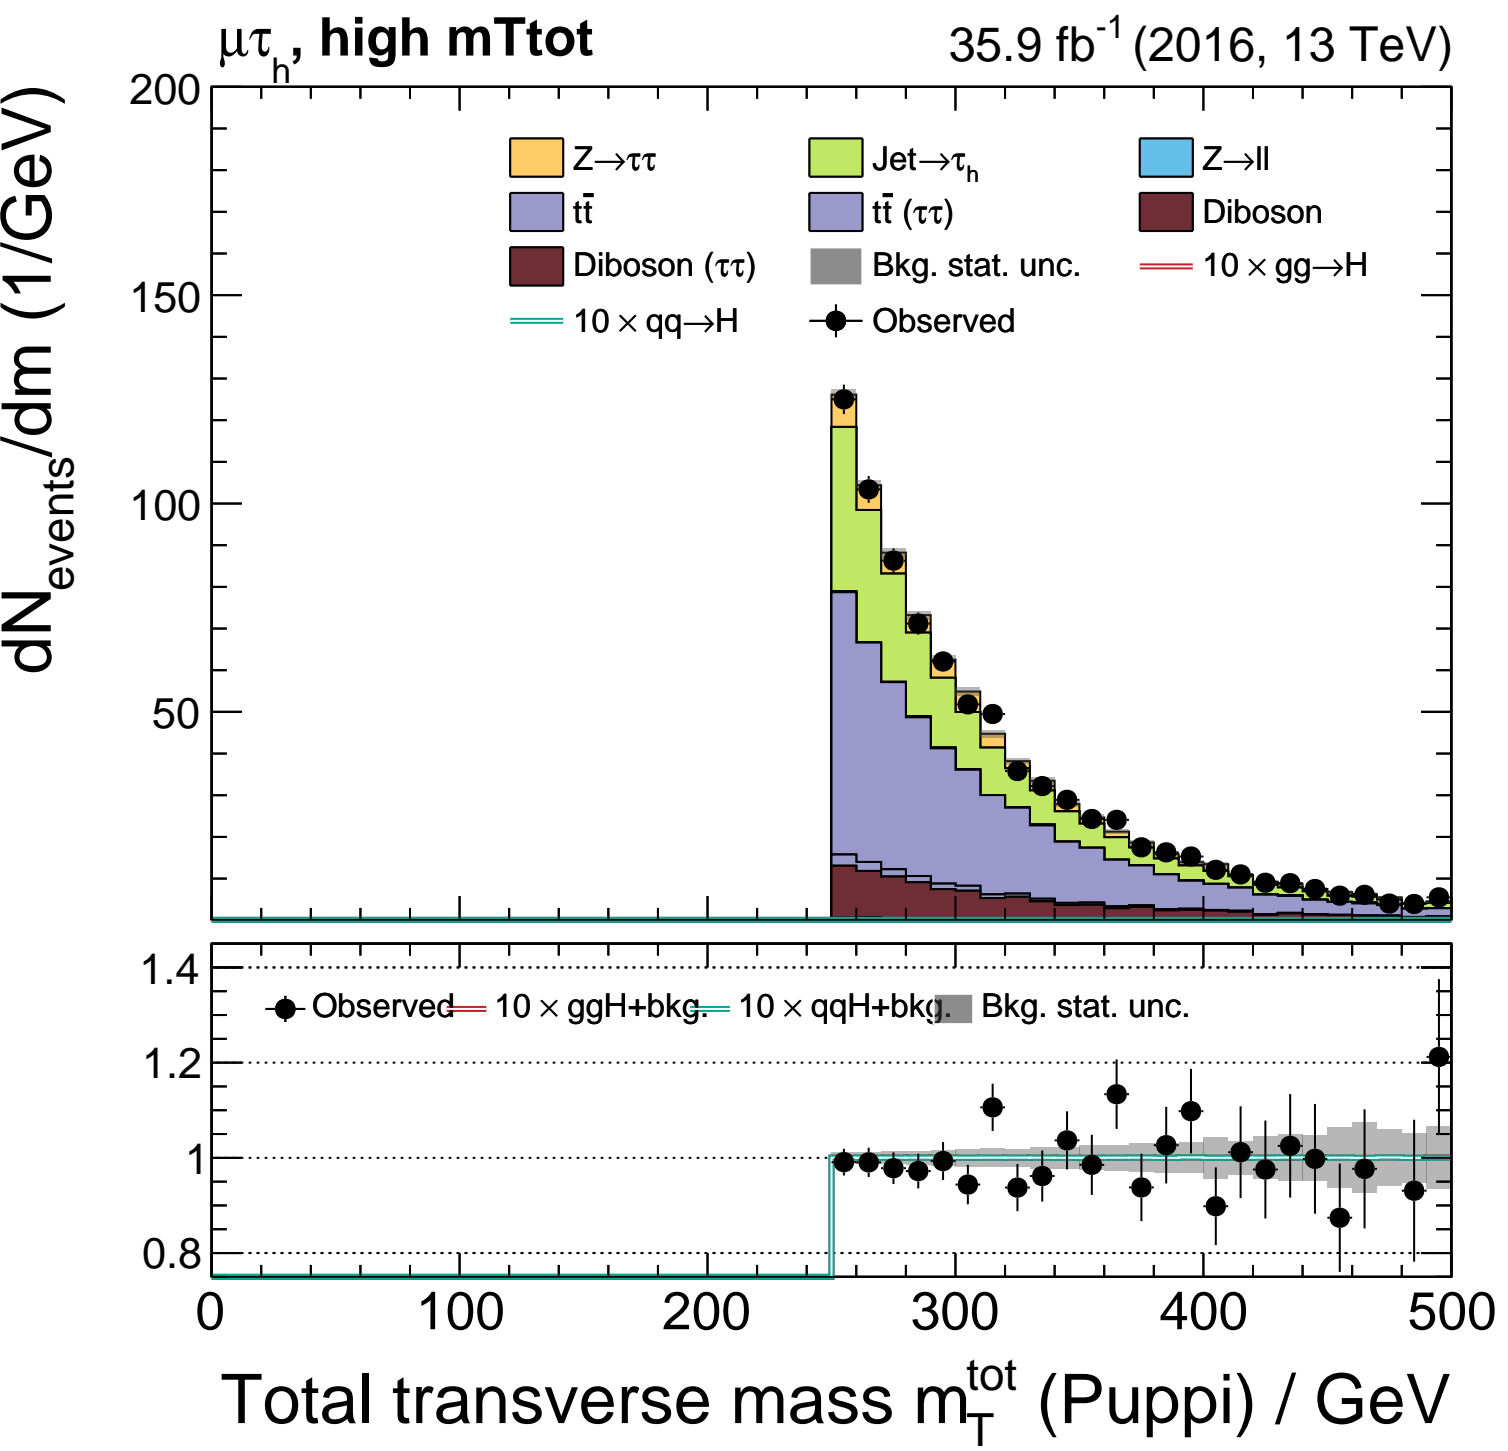 μτh, high mTtot 35.9 fb-1 (2016, 13 TeV)
dNevents/dm (1/GeV)
200
150
100
50
Z→ττ Jet→τh Z→ll
tt̄ tt̄ (ττ) Diboson
Diboson (ττ) Bkg. stat. unc. 10 × gg→H
10 × qq→H Observed
1.4
1.2
1
0.8
Observed 10 × ggH+bkg. 10 × qqH+bkg. Bkg. stat. unc.
0 100 200 300 400 500
Total transverse mass mTtot (Puppi) / GeV